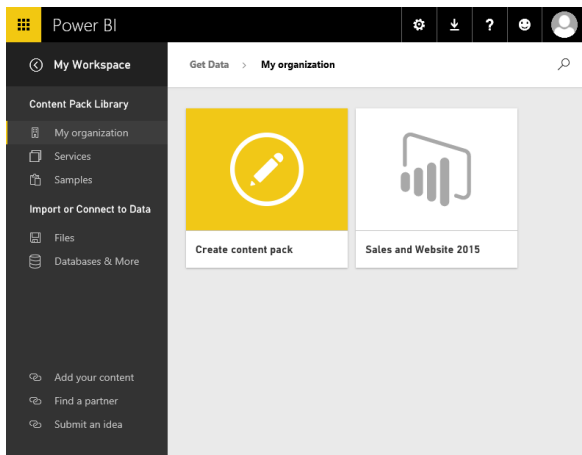 Power BI
?
My Workspace
Get Data > My organization
Content Pack Library
My organization
Services
Samples
Import or Connect to Data
Files
Databases & More
Create content pack
Sales and Website 2015
Add your content
Find a partner
Submit an idea